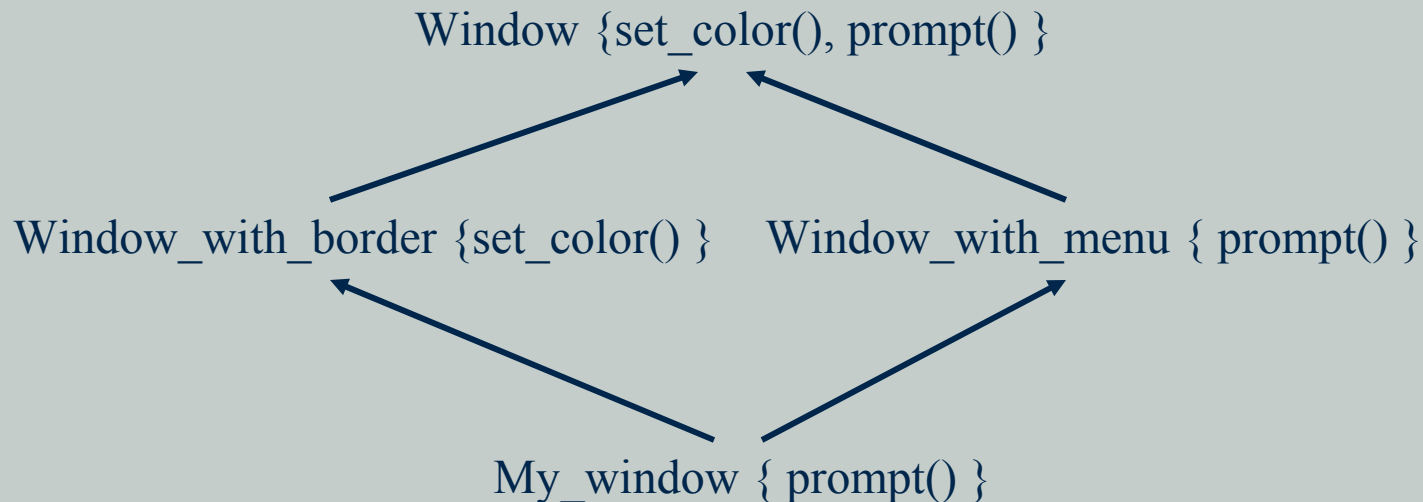 Window {set_color(), prompt() }
Window_with_border {set_color() } Window_with_menu { prompt() }
My_window { prompt() }